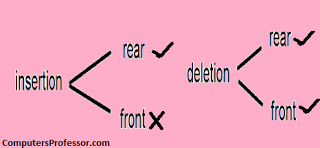 rear
insertion
front
rear
deletion
front
ComputersProfessor.com